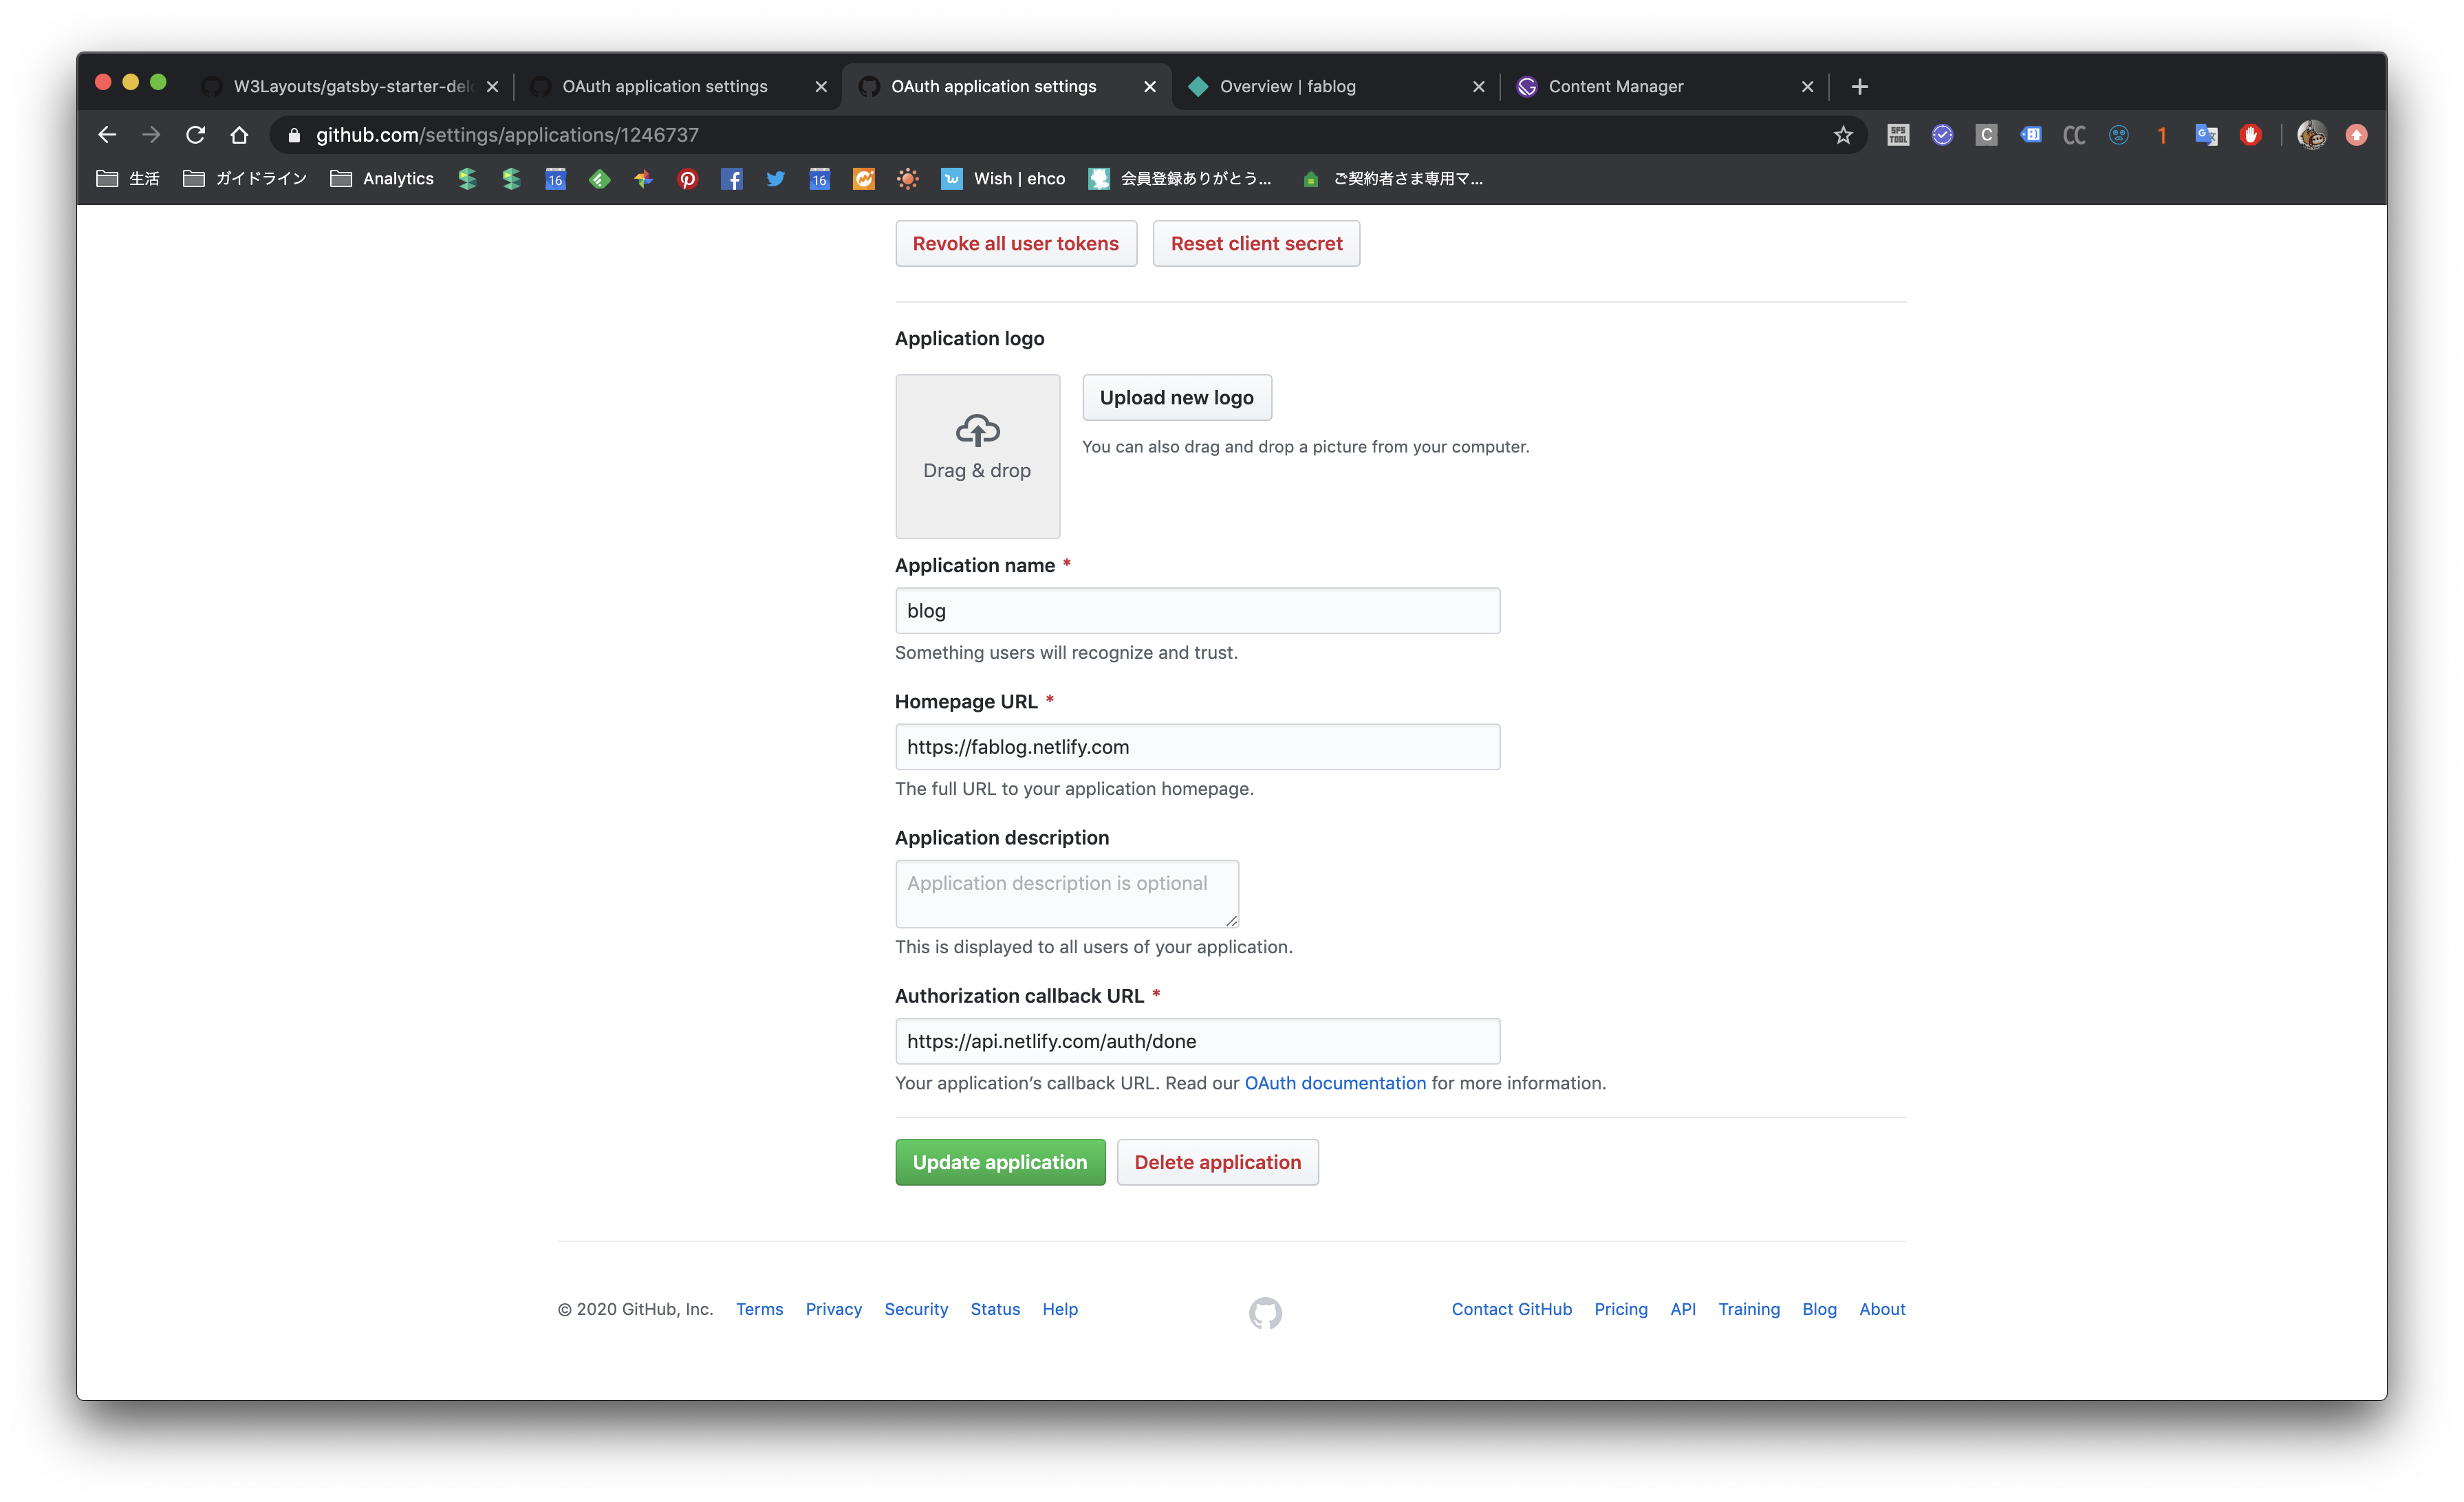 W3Layouts/gatsby-starter-delo
OAuth application settings
OAuth application settings
Overview | fablog
Content Manager
github.com/settings/applications/1246737
生活
ガイドライン
Analytics
16
16
Wish | ehco
会員登録ありがとう...
ご契約者さま専用マ...
Revoke all user tokens
Reset client secret
Application logo
Drag & drop
Upload new logo
You can also drag and drop a picture from your computer.
Application name *
blog
Something users will recognize and trust.
Homepage URL *
https://fablog.netlify.com
The full URL to your application homepage.
Application description
Application description is optional
This is displayed to all users of your application.
Authorization callback URL *
https://api.netlify.com/auth/done
Your application’s callback URL. Read our OAuth documentation for more information.
Update application
Delete application
© 2020 GitHub, Inc.
Terms
Privacy
Security
Status
Help
Contact GitHub
Pricing
API
Training
Blog
About